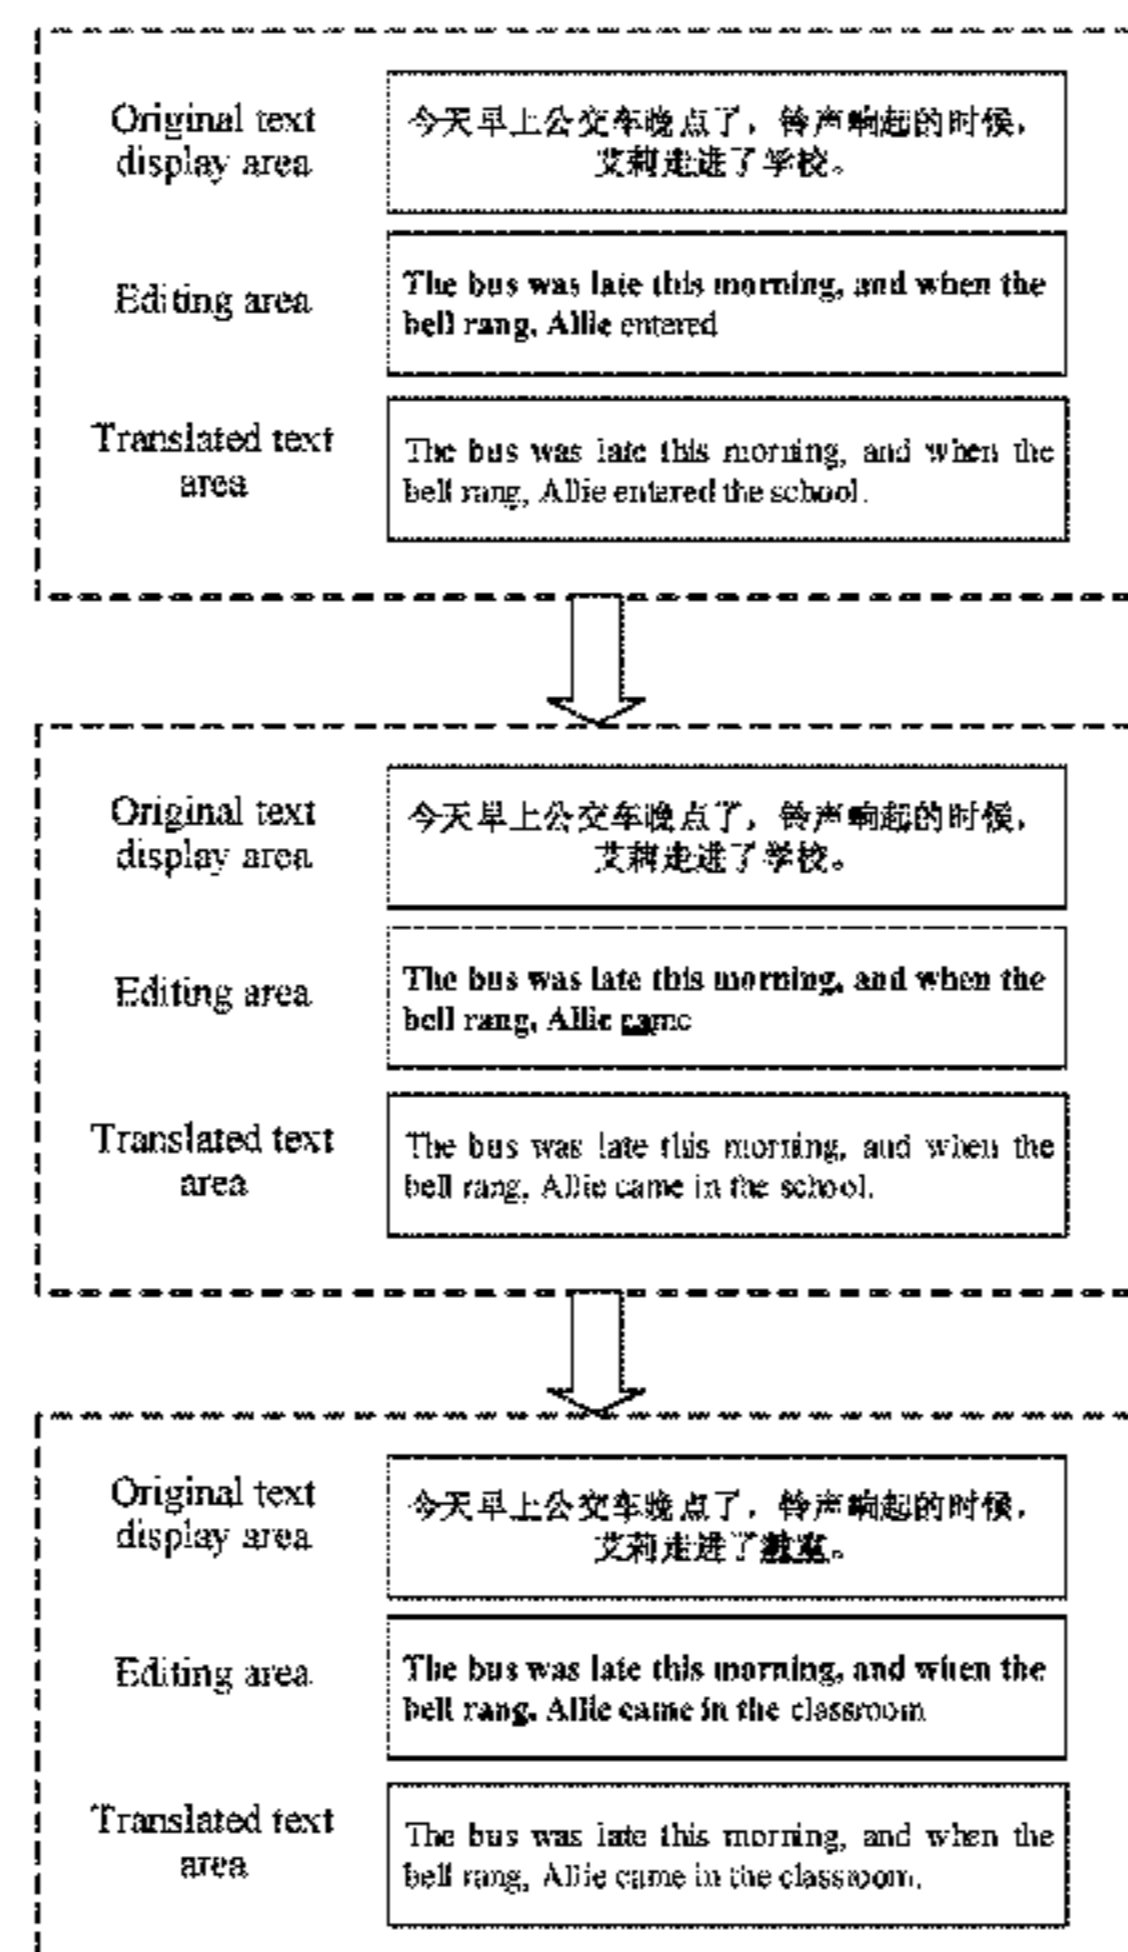 Original text
display area
今天早上公交车晚点了，铃声响起的时候，
艾莉走进了学校。
Editing area
The bus was late this morning, and when the
bell rang, Allie entered
Translated text
area
The bus was late this morning, and when the
bell rang, Allie entered the school.
Original text
display area
今天早上公交车晚点了，铃声响起的时候，
艾莉走进了学校。
Editing area
The bus was late this morning, and when the
bell rang, Allie came
Translated text
area
The bus was late this morning, and when the
bell rang, Allie came in the school.
Original text
display area
今天早上公交车晚点了，铃声响起的时候，
艾莉走进了教室。
Editing area
The bus was late this morning, and when the
bell rang, Allie came in the classroom
Translated text
area
The bus was late this morning, and when the
bell rang, Allie came in the classroom.